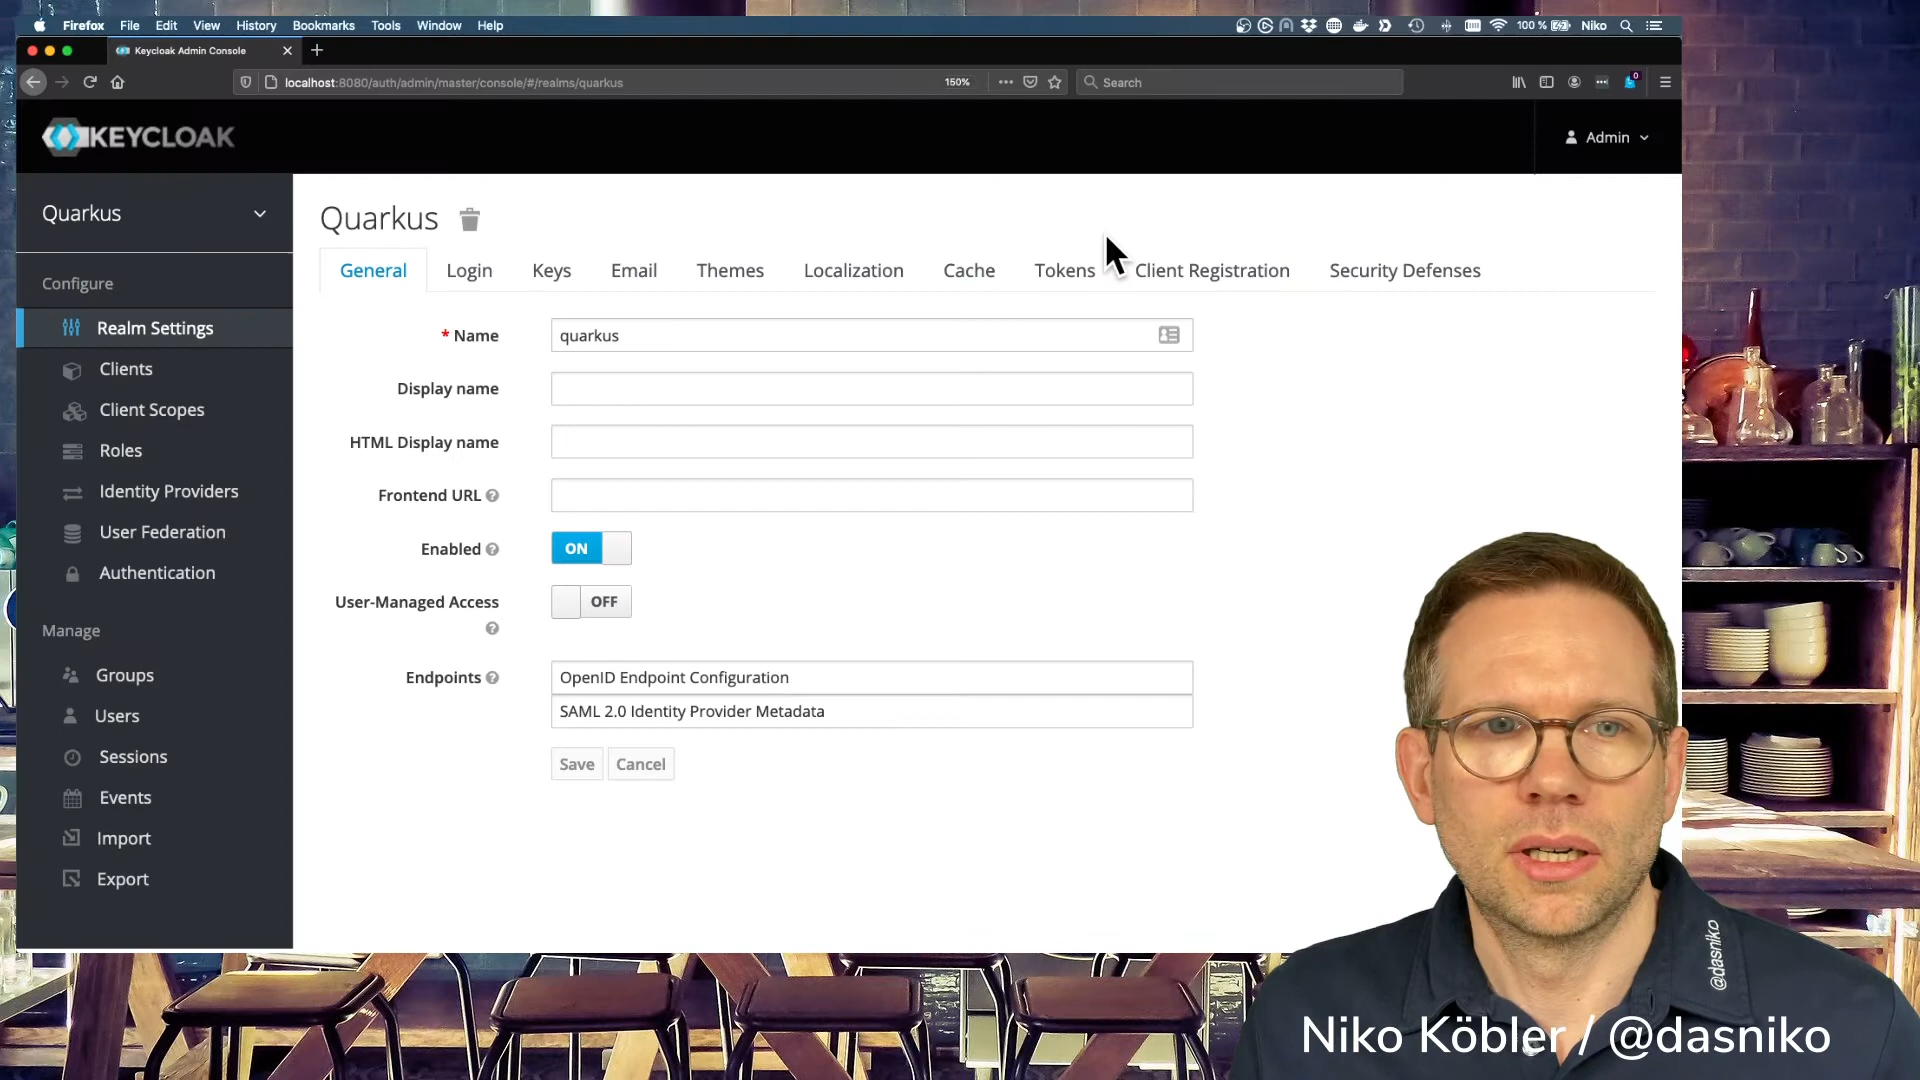 Firefox File Edit View History Bookmarks Tools Window Help 100 % Niko
Keycloak Admin Console
localhost:8080/auth/admin/master/console/#/realms/quarkus 150% Search 0
KEYCLOAK Admin
Quarkus
Configure
Realm Settings
Clients
Client Scopes
Roles
Identity Providers
User Federation
Authentication
Manage
Groups
Users
Sessions
Events
Import
Export
Quarkus
General Login Keys Email Themes Localization Cache Tokens Client Registration Security Defenses
* Name quarkus
Display name
HTML Display name
Frontend URL
Enabled ON
User-Managed Access OFF
Endpoints OpenID Endpoint Configuration
SAML 2.0 Identity Provider Metadata
Save Cancel
@dasniko
Niko Köbler / @dasniko